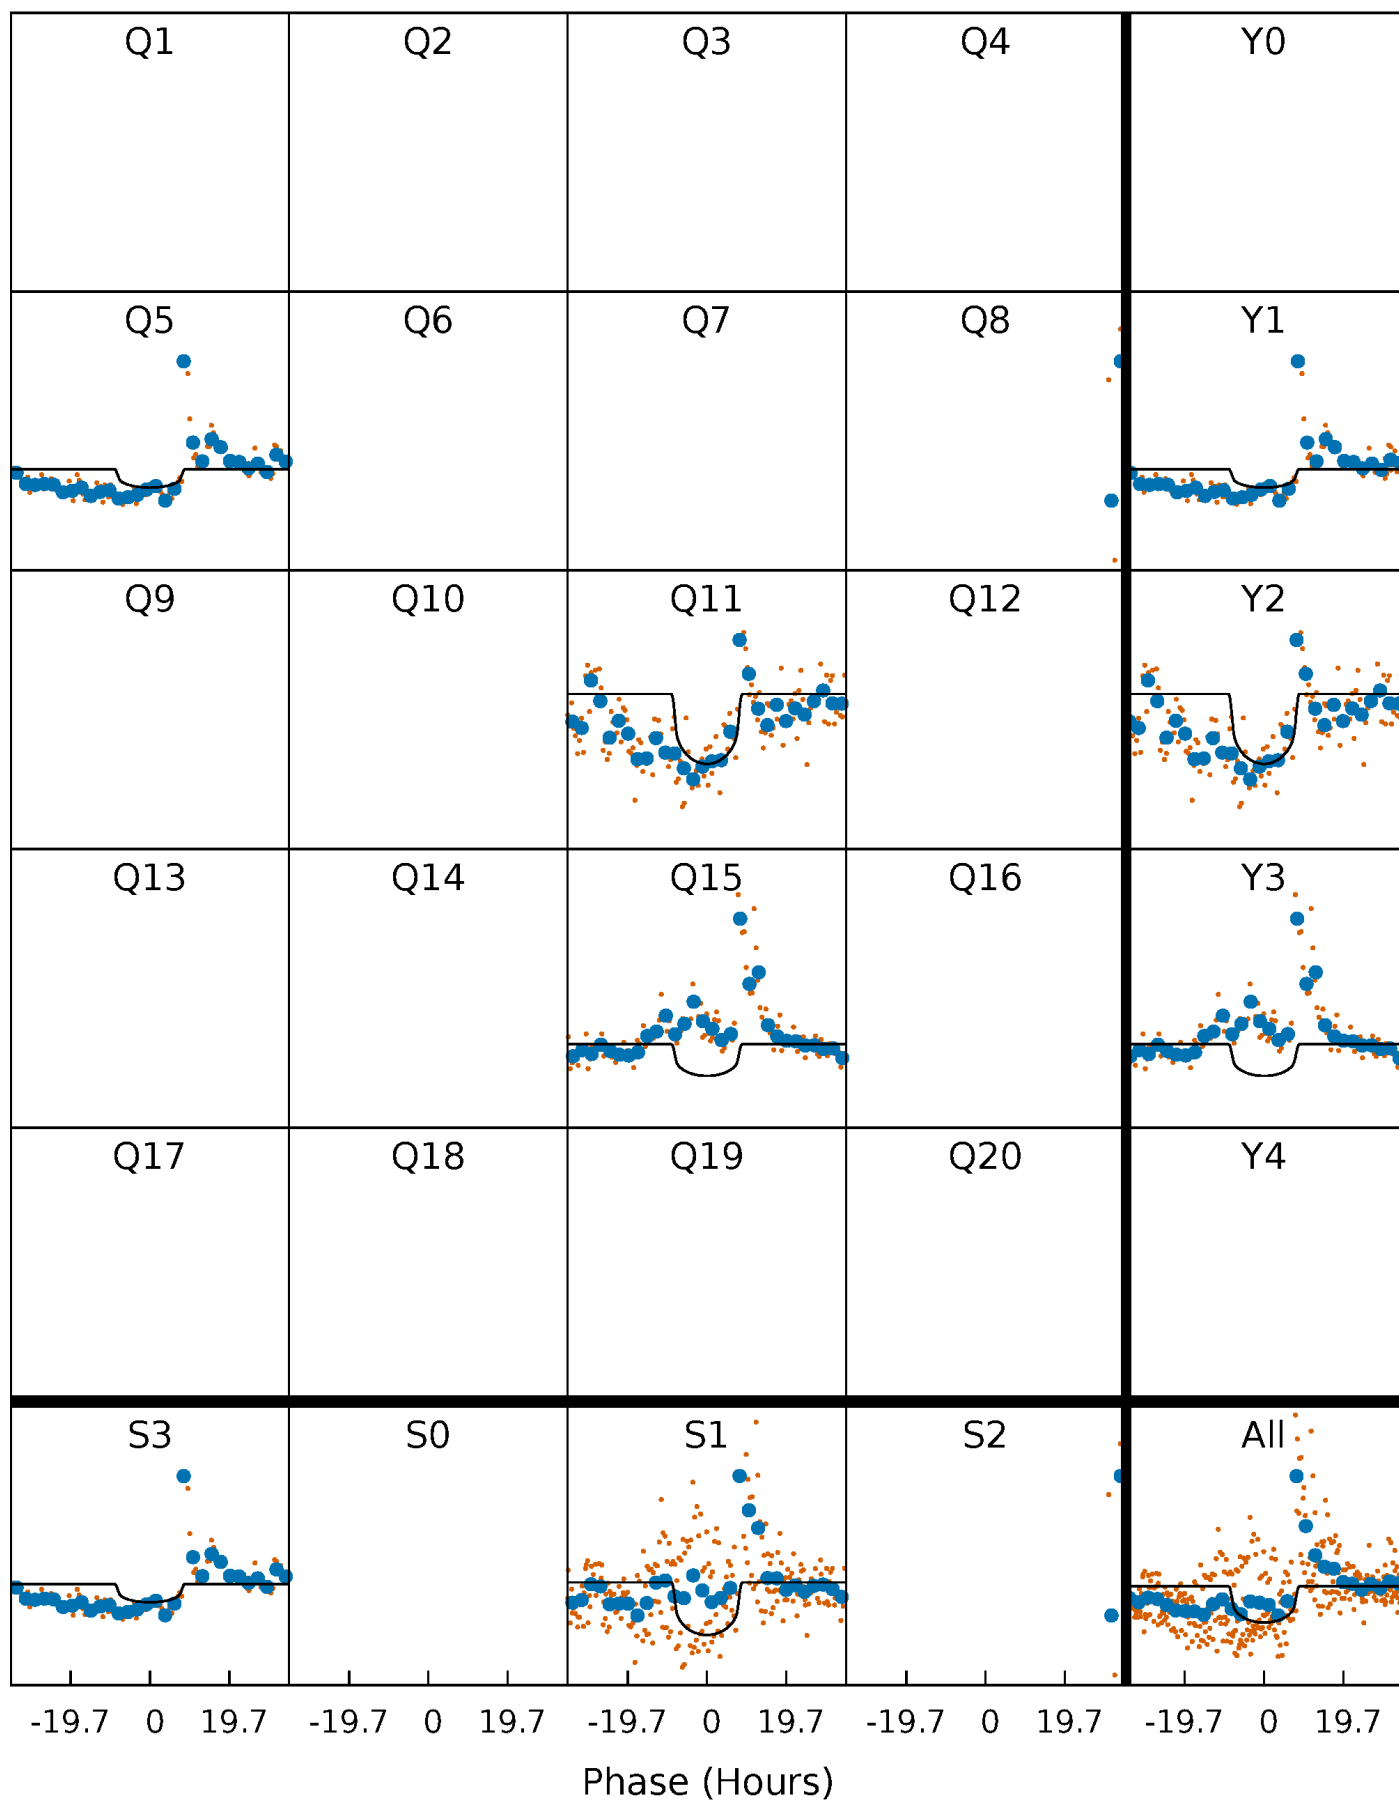 Q1 Q2 Q3 Q4 Y0
Q5 Q6 Q7 Q8 Y1
Q9 Q10 Q11 Q12 Y2
Q13 Q14 Q15 Q16 Y3
Q17 Q18 Q19 Q20 Y4
S3 S0 S1 S2 All
-19.7 0 19.7 -19.7 0 19.7 -19.7 0 19.7 -19.7 0 19.7 -19.7 0 19.7
Phase (Hours)